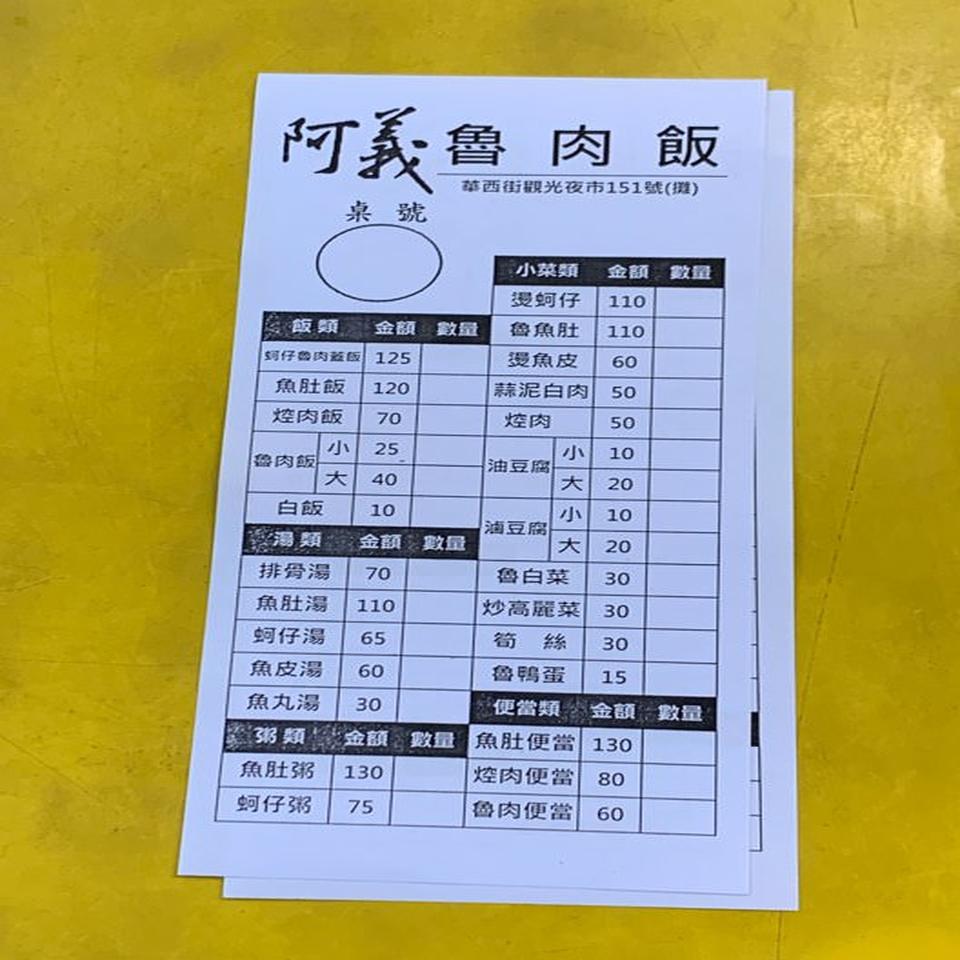 阿義魯肉飯
華西街觀光夜市151號(攤)
桌 號
飯類 金額 數量
蚵仔魯肉蓋飯 125
魚肚飯 120
焢肉飯 70
魯肉飯 小 25
大 40
白飯 10
湯類 金額 數量
排骨湯 70
魚肚湯 110
蚵仔湯 65
魚皮湯 60
魚丸湯 30
粥類 金額 數量
魚肚粥 130
蚵仔粥 75
小菜類 金額 數量
燙蚵仔 110
魯魚肚 110
燙魚皮 60
蒜泥白肉 50
焢肉 50
油豆腐 小 10
大 20
滷豆腐 小 10
大 20
魯白菜 30
炒高麗菜 30
筍 絲 30
魯鴨蛋 15
便當類 金額 數量
魚肚便當 130
焢肉便當 80
魯肉便當 60